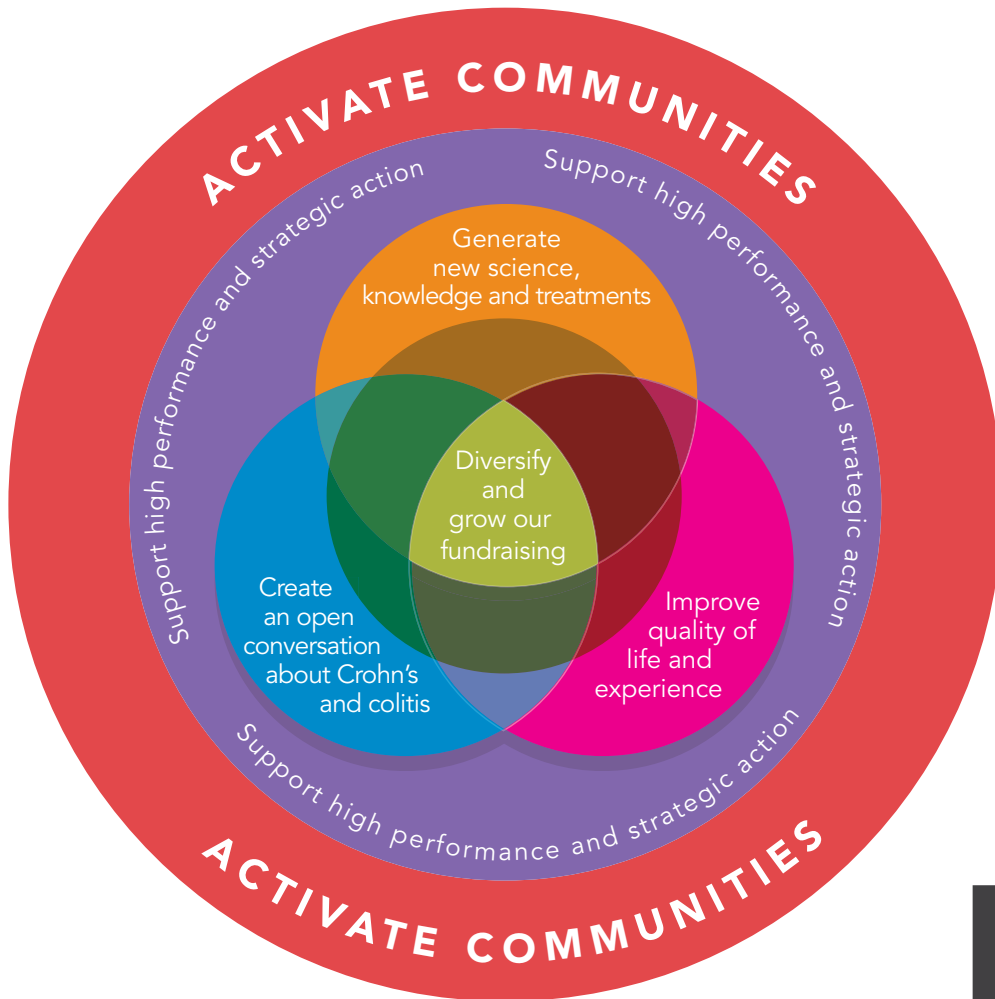 ACTIVATE COMMUNITIES
Support high performance and strategic action
Support high performance and strategic action
Generate
new science,
knowledge and treatments
Diversify
and
grow our
fundraising
Create
an open
conversation
about Crohn’s
and colitis
Improve
quality of
life and
experience
Support high performance and strategic action
ACTIVATE COMMUNITIES